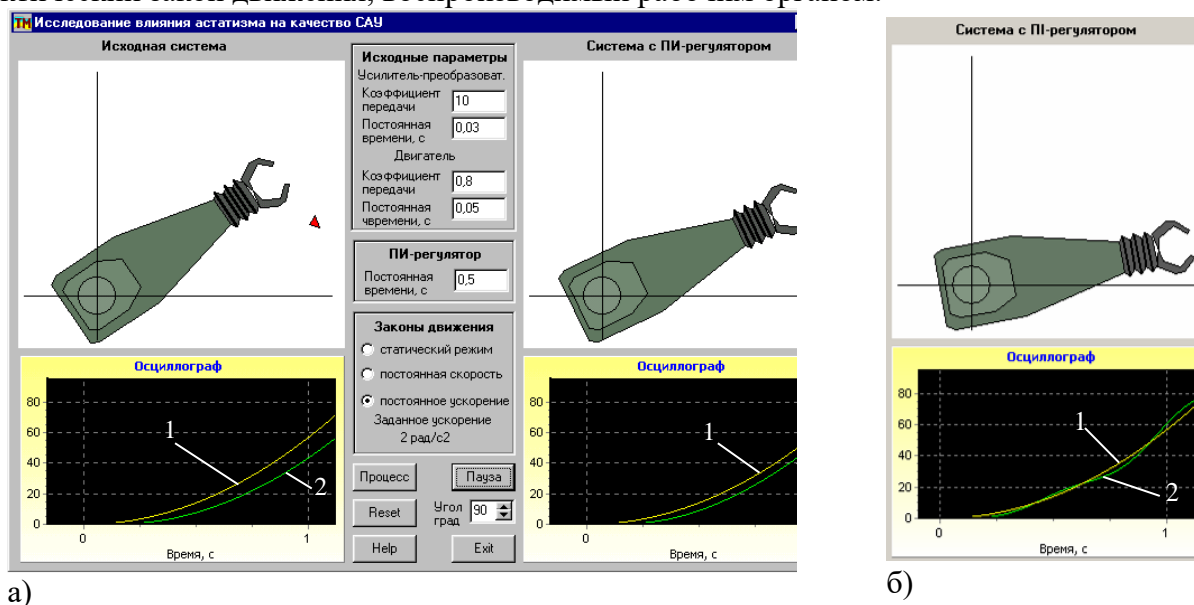 воспроизводимый рабочим органом.
Исследование влияния астатизма на качество САУ
Исходная система
80
60
40
20
0
Осциллограф
1
2
0
1
Время, с
Исходные параметры
Усилитель-преобразоват.
Коэффициент
передачи
10
Постоянная
времени, с
0,03
Двигатель
Коэффициент
передачи
0,8
Постоянная
чвремени, с
0,05
ПИ-регулятор
Постоянная
времени, с
0,5
Законы движения
статический режим
постоянная скорость
постоянное ускорение
Заданное ускорение
2 рад/с2
Процесс
Пауза
Reset
Угол
град
90
Help
Exit
Система с ПИ-регулятором
Осциллограф
80
60
40
20
0
1
0
Время, с
а)
Система с ПІ-регулятором
Осциллограф
80
60
40
20
0
1
2
0
1
Время, с
б)